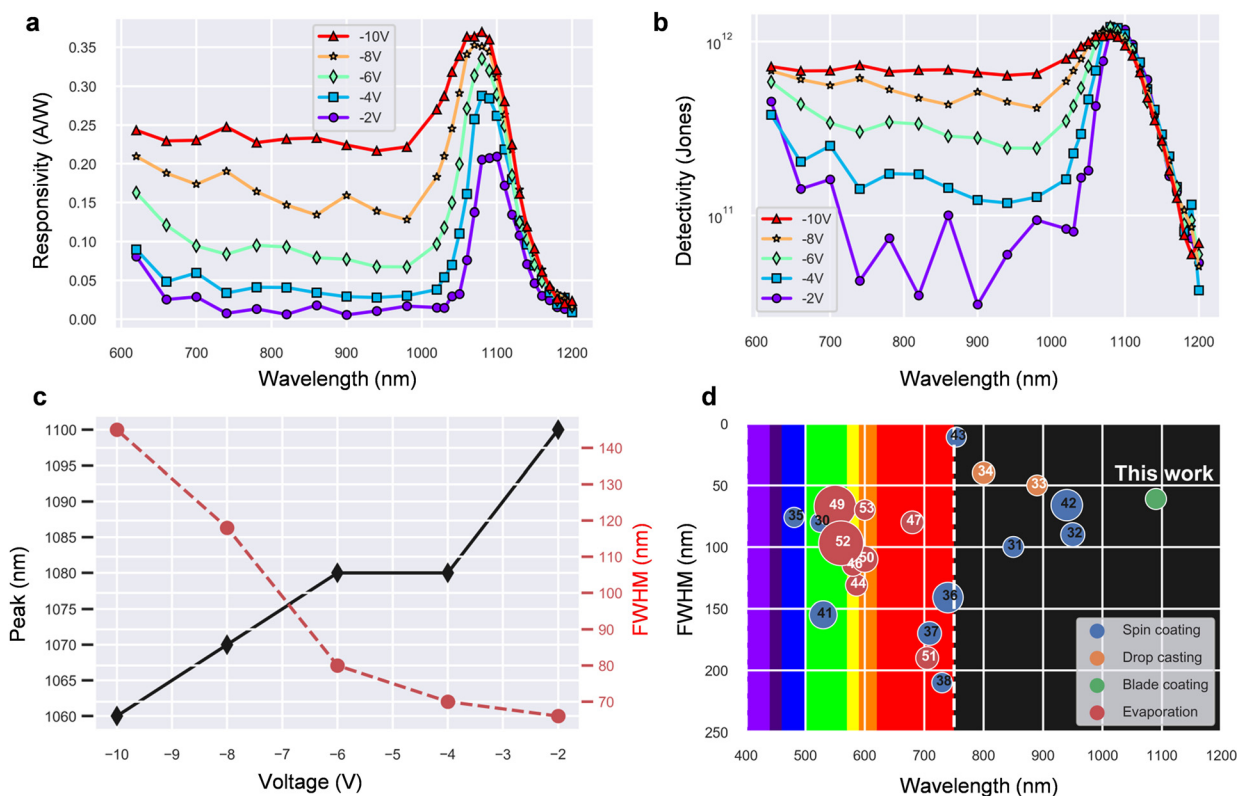 a
Responsivity (A/W)
0.35
0.30
0.25
0.20
0.15
0.10
0.05
0.00
-10V
-8V
-6V
-4V
-2V
600 700 800 900 1000 1100 1200
Wavelength (nm)
b
Detectivity (Jones)
10¹²
10¹¹
-10V
-8V
-6V
-4V
-2V
600 700 800 900 1000 1100 1200
Wavelength (nm)
c
Peak (nm)
1100
1095
1090
1085
1080
1075
1070
1065
1060
140
130
120
110
100
90
80
70
FWHM (nm)
−10 −9 −8 −7 −6 −5 −4 −3 −2
Voltage (V)
d
FWHM (nm)
0
50
100
150
200
250
43
34
33
This work
42
35
30
49
53
47
32
31
52
50
46
44
36
41
37
51
38
Spin coating
Drop casting
Blade coating
Evaporation
400 500 600 700 800 900 1000 1100 1200
Wavelength (nm)